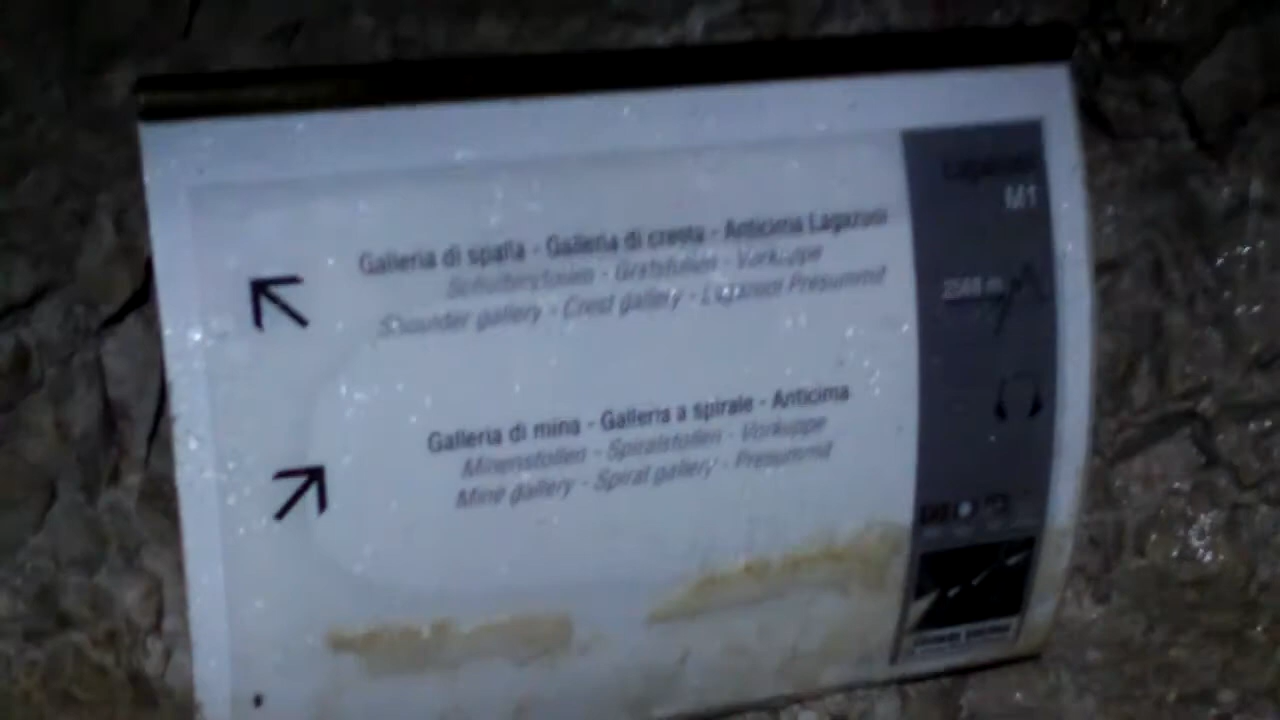 Galleria di spalla - Galleria di cresta - Anticima Lagazuoi
Schulterstollen - Gratstollen - Vorkuppe
Shoulder gallery - Crest gallery - Lagazuoi Presummit
Galleria di mina - Galleria a spirale - Anticima
Minenstollen - Spiralstollen - Vorkuppe
Mine gallery - Spiral gallery - Presummit
Lagazuoi
M1